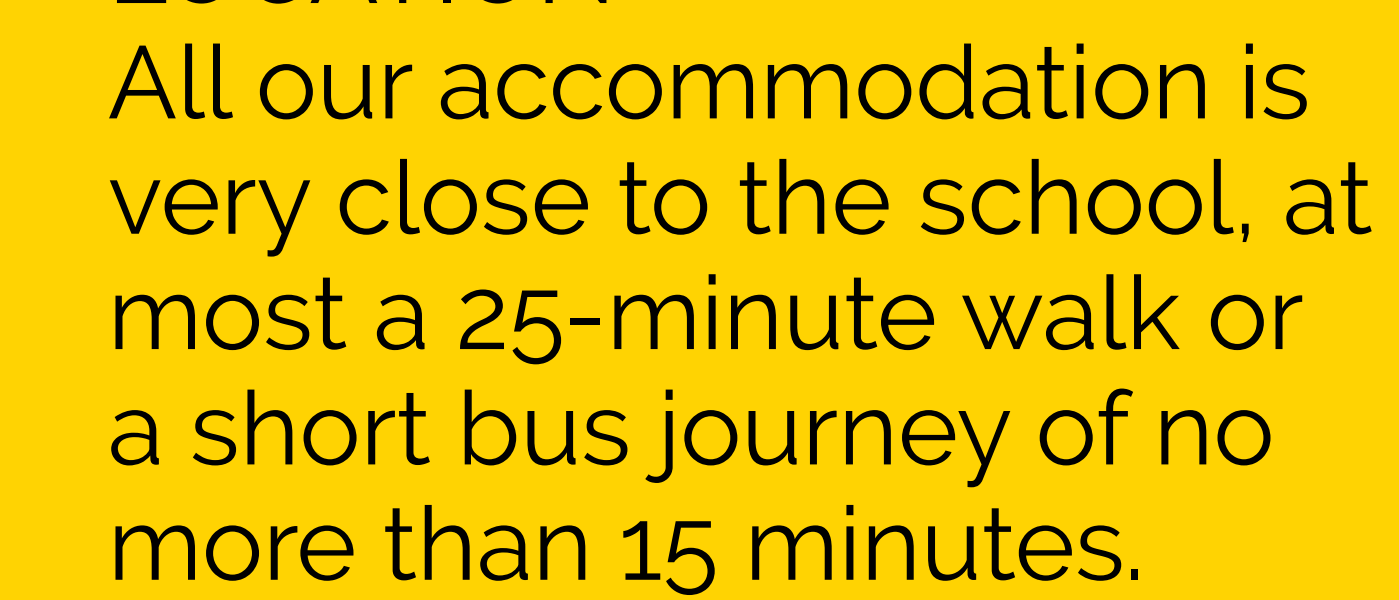 LOCATION
All our accommodation is
very close to the school, at
most a 25-minute walk or
a short bus journey of no
more than 15 minutes.